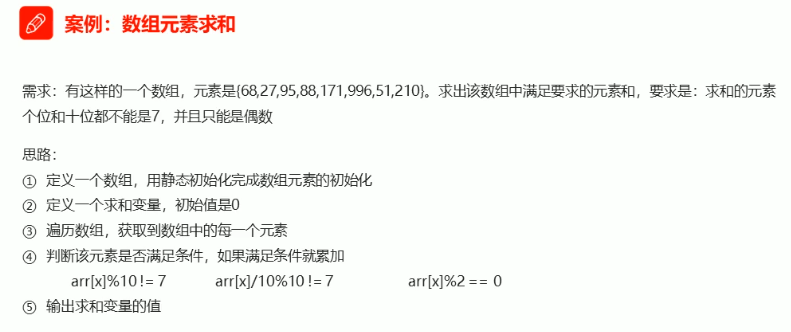 案例：数组元素求和
需求：有这样的一个数组，元素是{68,27,95,88,171,996,51,210}。求出该数组中满足要求的元素和，要求是：求和的元素
个位和十位都不能是7，并且只能是偶数
思路：
① 定义一个数组，用静态初始化完成数组元素的初始化
② 定义一个求和变量，初始值是0
③ 遍历数组，获取到数组中的每一个元素
④ 判断该元素是否满足条件，如果满足条件就累加
arr[x]%10!= 7 arr[x]/10%10 != 7 arr[x]%2 == 0
⑤ 输出求和变量的值